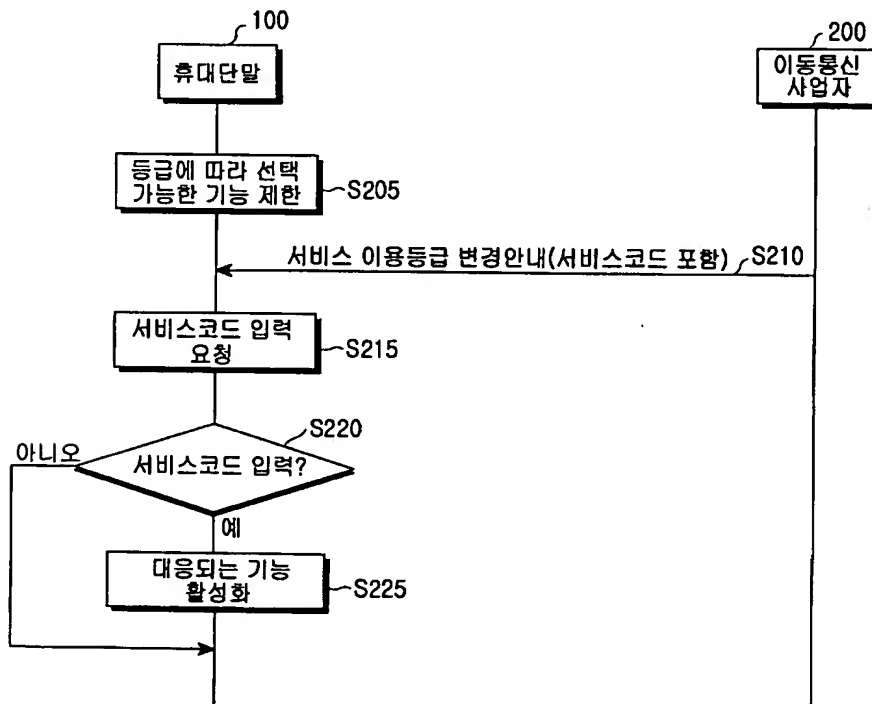 100
휴대단말
200
이동통신
사업자
등급에 따라 선택
가능한 기능 제한
S205
서비스 이용등급 변경안내(서비스코드 포함)
S210
서비스코드 입력
요청
S215
S220
아니오
서비스코드 입력?
예
대응되는 기능
활성화
S225